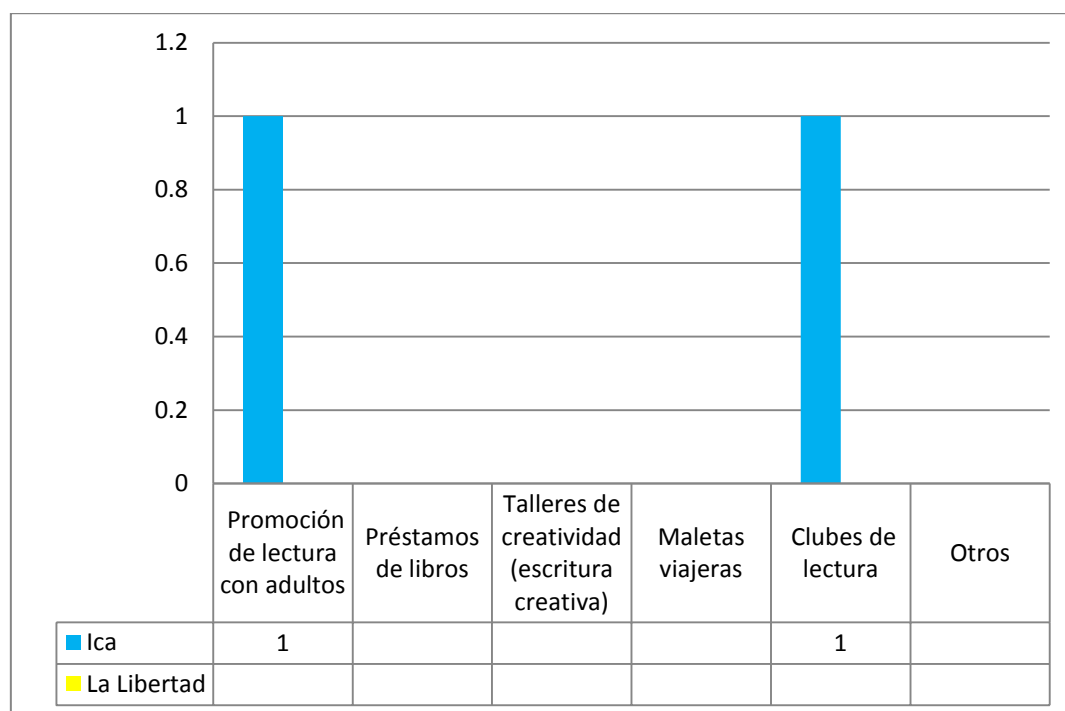 1.2
1
0.8
0.6
0.4
0.2
0
Promoción
de lectura
con adultos
Préstamos
de libros
Talleres de
creatividad
(escritura
creativa)
Maletas
viajeras
Clubes de
lectura
Otros
Ica 1 1
La Libertad